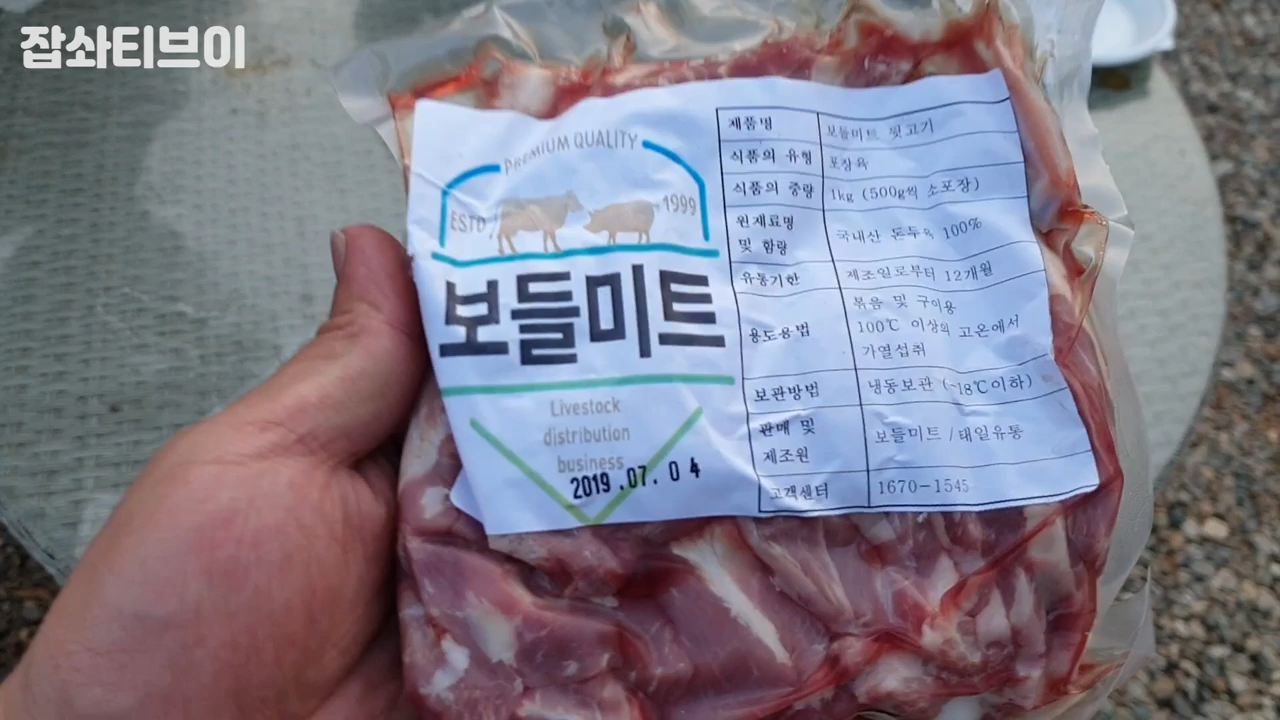 잡솨티브이
PREMIUM QUALITY
ESTD
1999
보들미트
Livestock
distribution
business
2019.07.04
제품명
보들미트 뒷고기
식품의 유형
포장육
식품의 중량
1kg (500g씩 소포장)
원재료명
및 함량
국내산 돈두육 100%
유통기한
제조일로부터 12개월
용도용법
볶음 및 구이용
100℃ 이상의 고온에서
가열섭취
보관방법
냉동보관 (-18℃이하)
판매 및
제조원
보들미트 /태일유통
고객센터
1670-1545